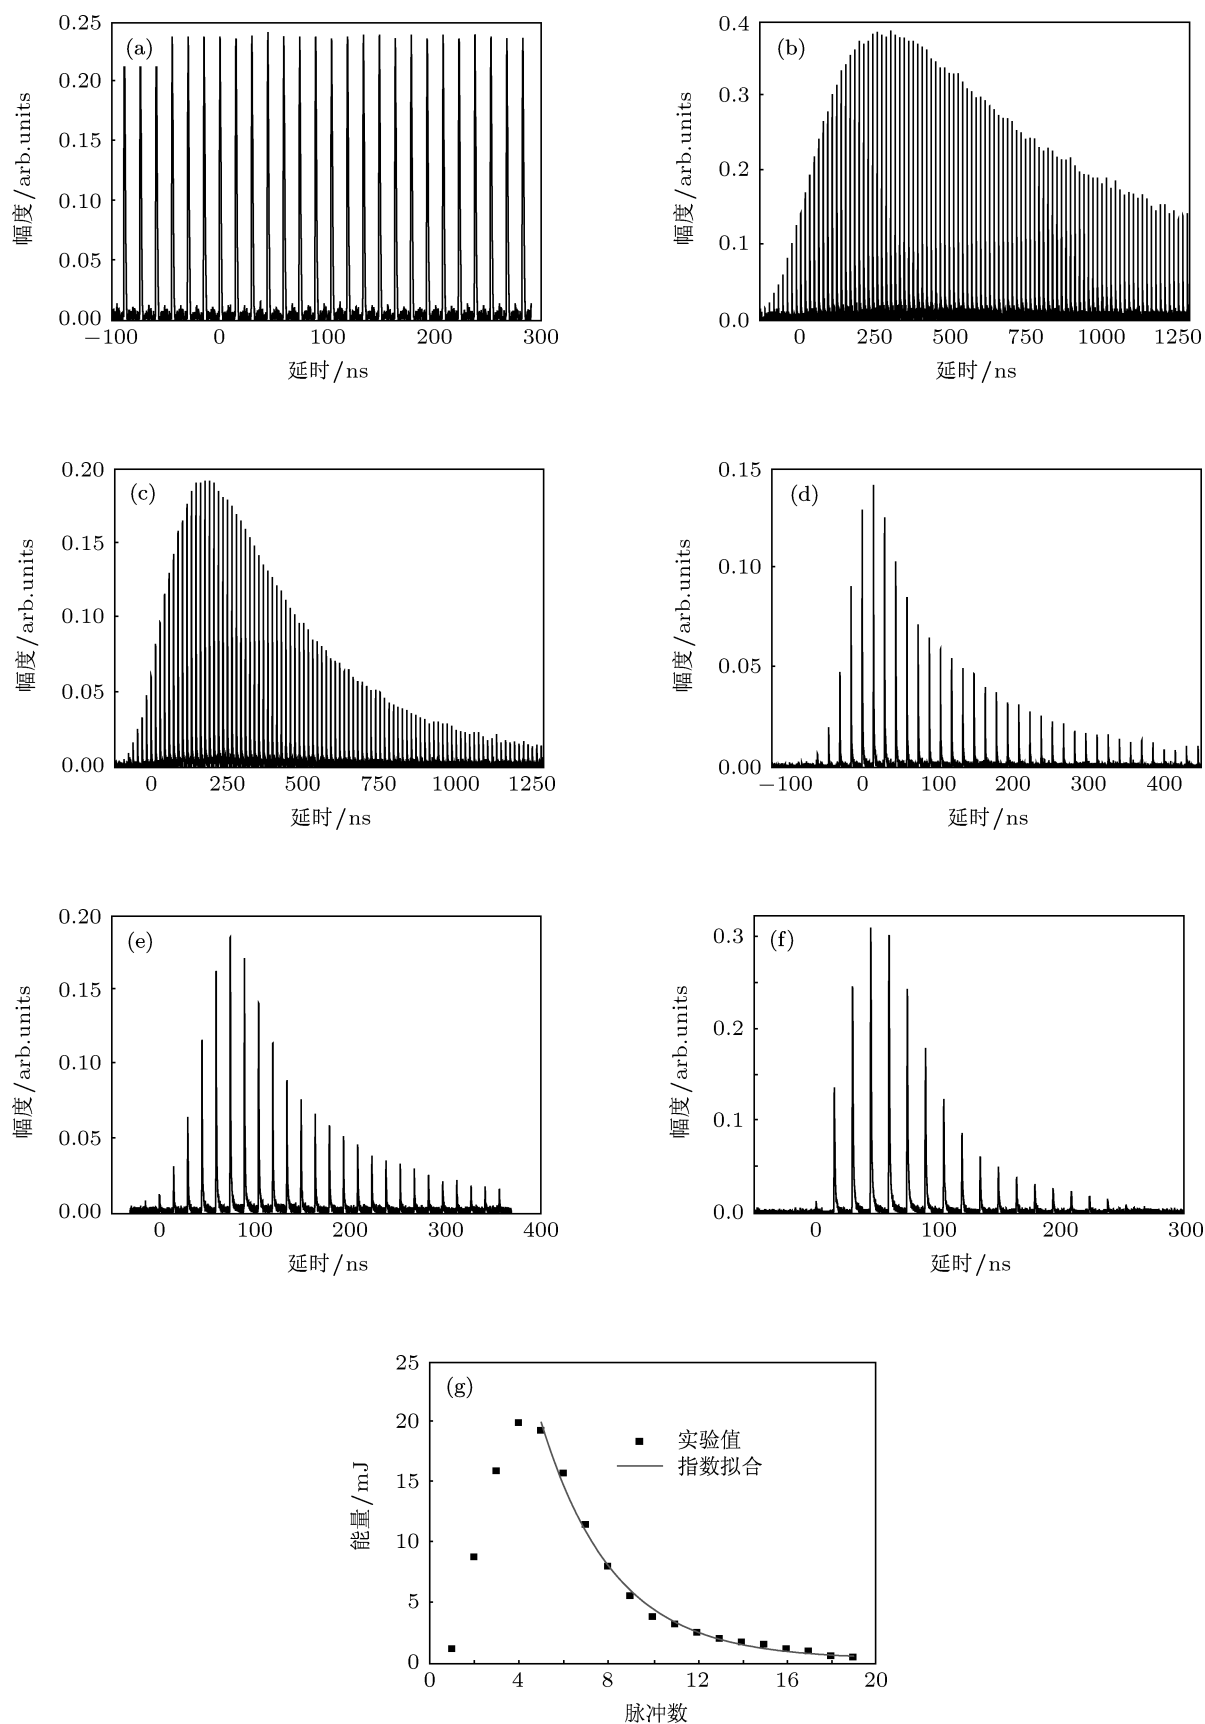 (a)
幅度/arb.units
0.25
0.20
0.15
0.10
0.05
0.00
−100 0 100 200 300
延时/ns
(b)
幅度/arb.units
0.4
0.3
0.2
0.1
0.0
0 250 500 750 1000 1250
延时/ns
(c)
幅度/arb.units
0.20
0.15
0.10
0.05
0.00
0 250 500 750 1000 1250
延时/ns
(d)
幅度/arb.units
0.15
0.10
0.05
0.00
−100 0 100 200 300 400
延时/ns
(e)
幅度/arb.units
0.20
0.15
0.10
0.05
0.00
0 100 200 300 400
延时/ns
(f)
幅度/arb.units
0.3
0.2
0.1
0.0
0 100 200 300
延时/ns
(g)
能量/mJ
25
20
15
10
5
0
实验值
指数拟合
0 4 8 12 16 20
脉冲数